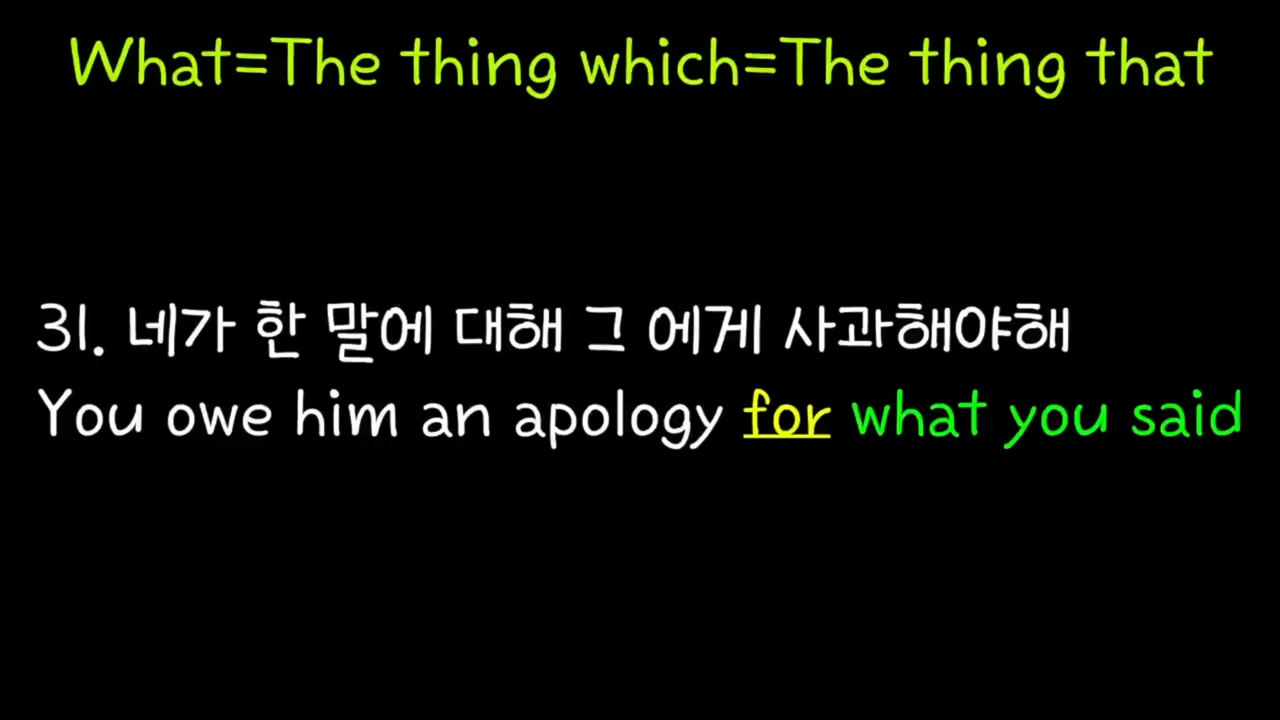 What=The thing which=The thing that
31. 네가 한 말에 대해 그 에게 사과해야해
You owe him an apology for what you said